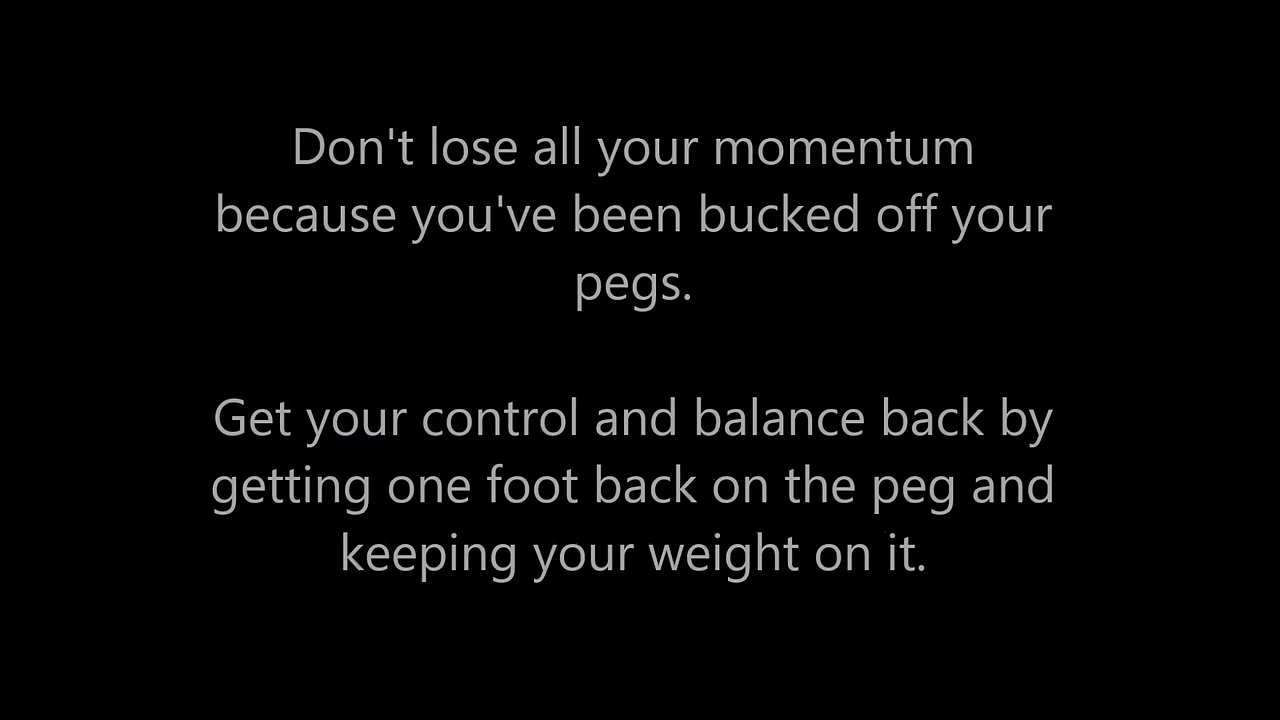 Don't lose all your momentum
because you've been bucked off your
pegs.
Get your control and balance back by
getting one foot back on the peg and
keeping your weight on it.